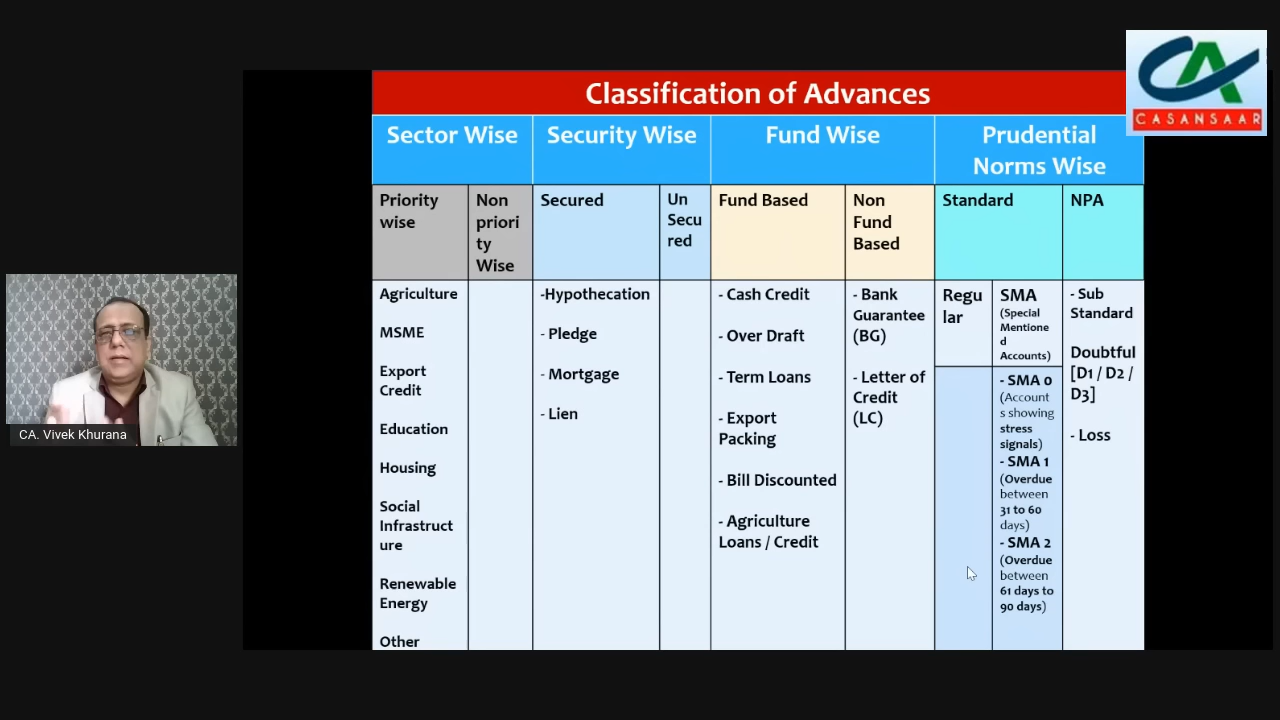 Classification of Advances
CASANSAAR
Sector Wise
Security Wise
Fund Wise
Prudential
Norms Wise
Priority
wise
Non
priori
ty
Wise
Secured
Un
Secu
red
Fund Based
Non
Fund
Based
Standard
NPA
Agriculture
MSME
Export
Credit
Education
Housing
Social
Infrastruct
ure
Renewable
Energy
Other
-Hypothecation
- Pledge
- Mortgage
- Lien
- Cash Credit
- Over Draft
- Term Loans
- Export
Packing
- Bill Discounted
- Agriculture
Loans / Credit
- Bank
Guarantee
(BG)
- Letter of
Credit
(LC)
Regu
lar
SMA
(Special
Mentione
d
Accounts)
- SMA 0
(Account
s showing
stress
signals)
- SMA 1
(Overdue
between
31 to 60
days)
- SMA 2
(Overdue
between
61 days to
90 days)
- Sub
Standard
Doubtful
[D1 / D2 /
D3]
- Loss
CA. Vivek Khurana